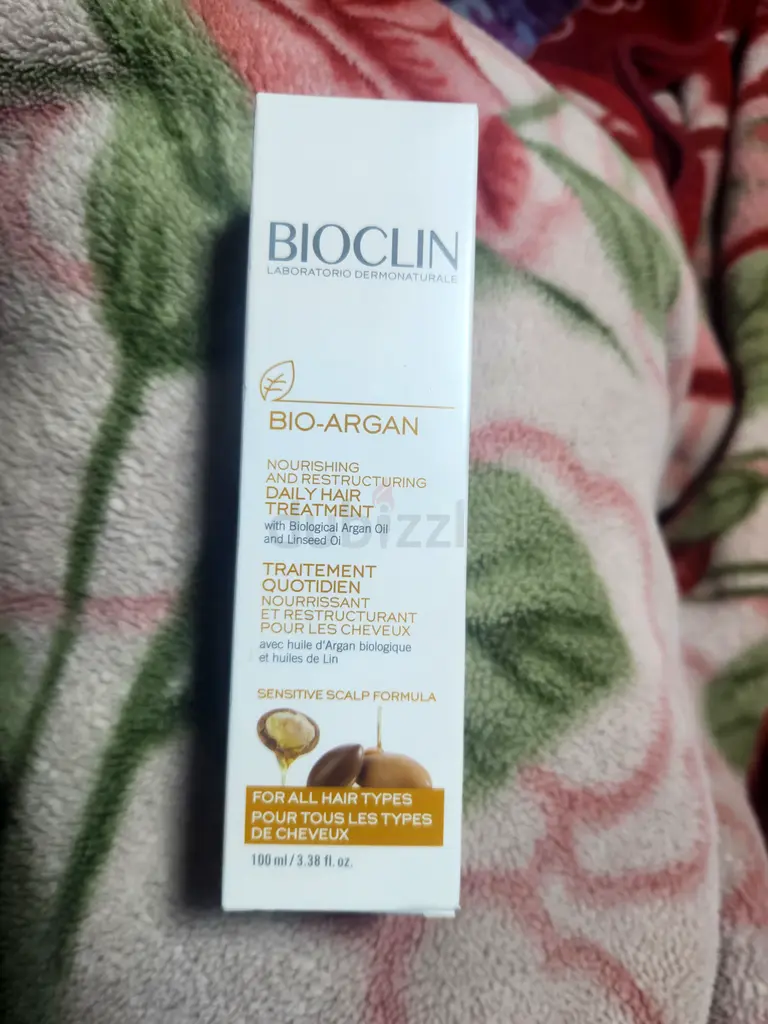 BIOCLIN
LABORATORIO DERMONATURALE
BIO-ARGAN
NOURISHING
AND RESTRUCTURING
DAILY HAIR
TREATMENT
with Biological Argan Oil
and Linseed Oi
dubizzle
TRAITEMENT
QUOTIDIEN
NOURRISSANT
ET RESTRUCTURANT
POUR LES CHEVEUX
avec huile d'Argan biologique
et huiles de Lin
SENSITIVE SCALP FORMULA
FOR ALL HAIR TYPES
POUR TOUS LES TYPES
DE CHEVEUX
100 ml/3.38 fl. oz.